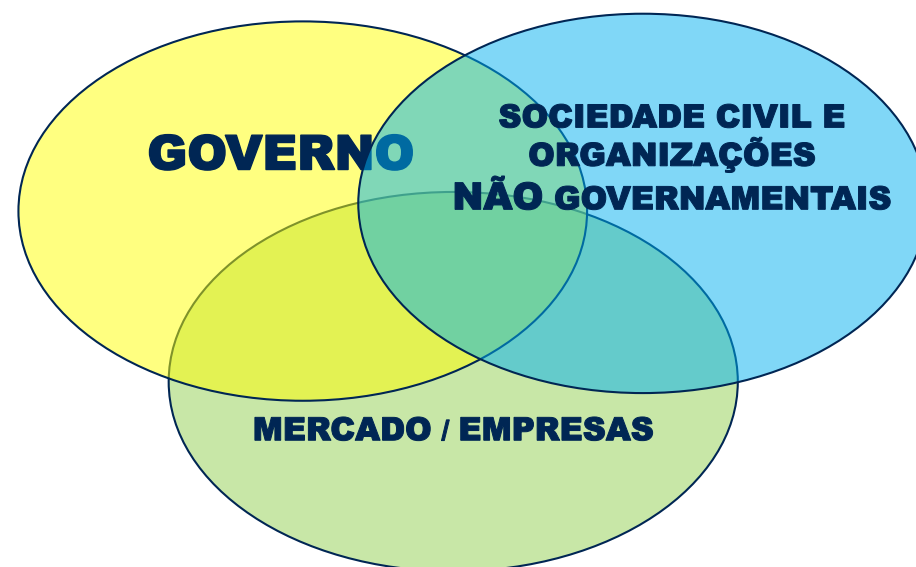 GOVERNO
SOCIEDADE CIVIL E
ORGANIZAÇÕES
NÃO GOVERNAMENTAIS
MERCADO / EMPRESAS